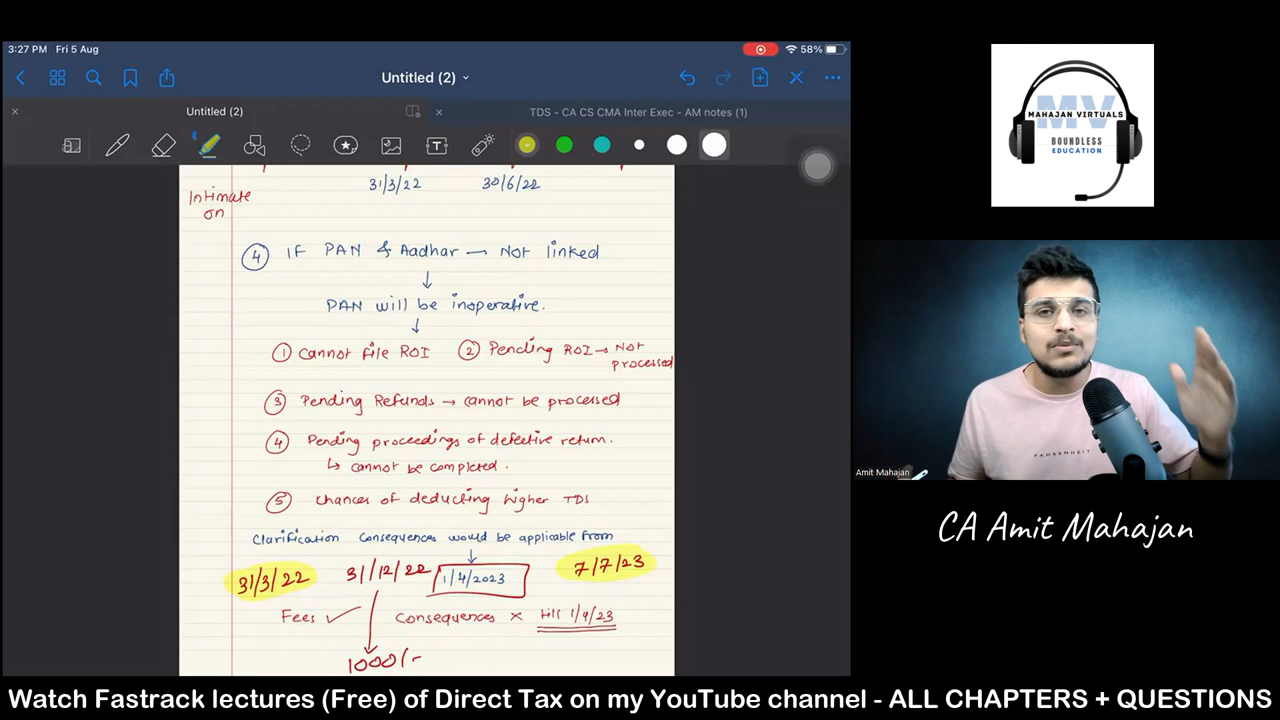 3:27 PM Fri 5 Aug
58%
Untitled (2)
Untitled (2)
TDS - CA CS CMA Inter Exec - AM notes (1)
31/3/22 30/6/22
Intimate
on
④ IF PAN & Aadhar — Not linked
↓
PAN will be inoperative.
↓
① Cannot file ROI ② Pending ROI → Not
processed
③ Pending Refunds → cannot be processed
④ Pending proceedings of defective return.
↳ cannot be completed.
⑤ Chances of deducting higher TDS
Clarification Consequences would be applicable from
↓
31/3/22 31/12/22 1/4/2023 7/7/23
Fees ✓ Consequences × till 1/4/23
1000/-
MV
MAHAJAN VIRTUALS
BOUNDLESS
EDUCATION
FAHRENHEIT
Amit Mahajan
CA Amit Mahajan
Watch Fastrack lectures (Free) of Direct Tax on my YouTube channel - ALL CHAPTERS + QUESTIONS